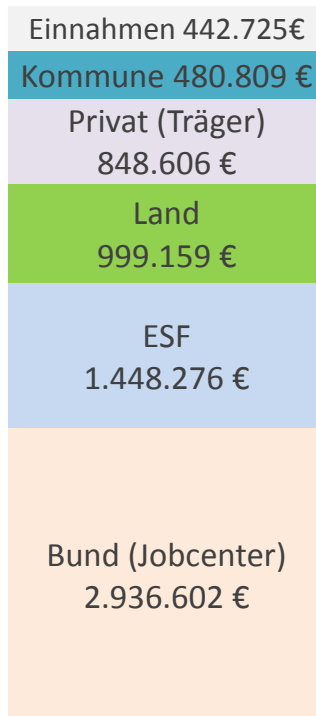 Einnahmen 442.725€
Kommune 480.809 €
Privat (Träger)
848.606 €
Land
999.159 €
ESF
1.448.276 €
Bund (Jobcenter)
2.936.602 €